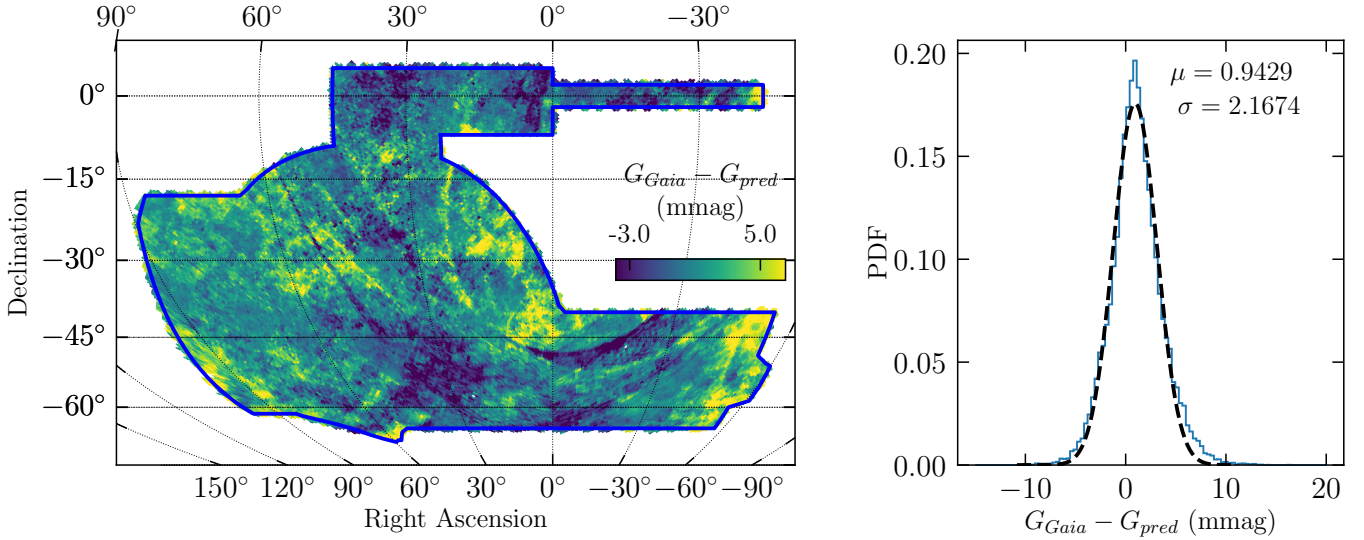 90° 60° 30° 0° −30°
0°
−15°
−30°
−45°
−60°
Declination
G_Gaia − G_pred
(mmag)
-3.0 5.0
150° 120° 90° 60° 30° 0° −30° −60° −90°
Right Ascension
0.20
0.15
0.10
0.05
0.00
PDF
μ = 0.9429
σ = 2.1674
−10 0 10 20
G_Gaia − G_pred (mmag)